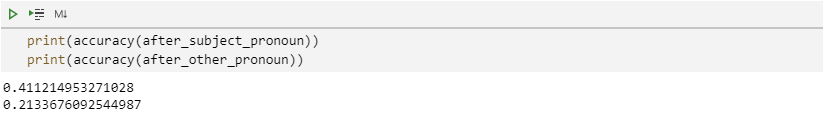 M↓
print(accuracy(after_subject_pronoun))
print(accuracy(after_other_pronoun))
0.411214953271028
0.2133676092544987